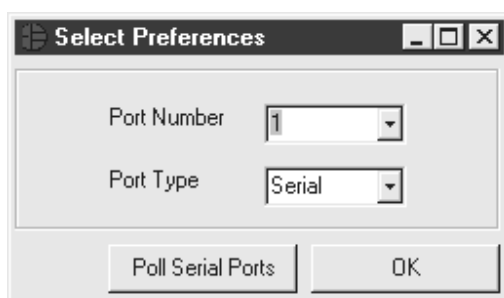 Select Preferences
Port Number 1
Port Type Serial
Poll Serial Ports OK